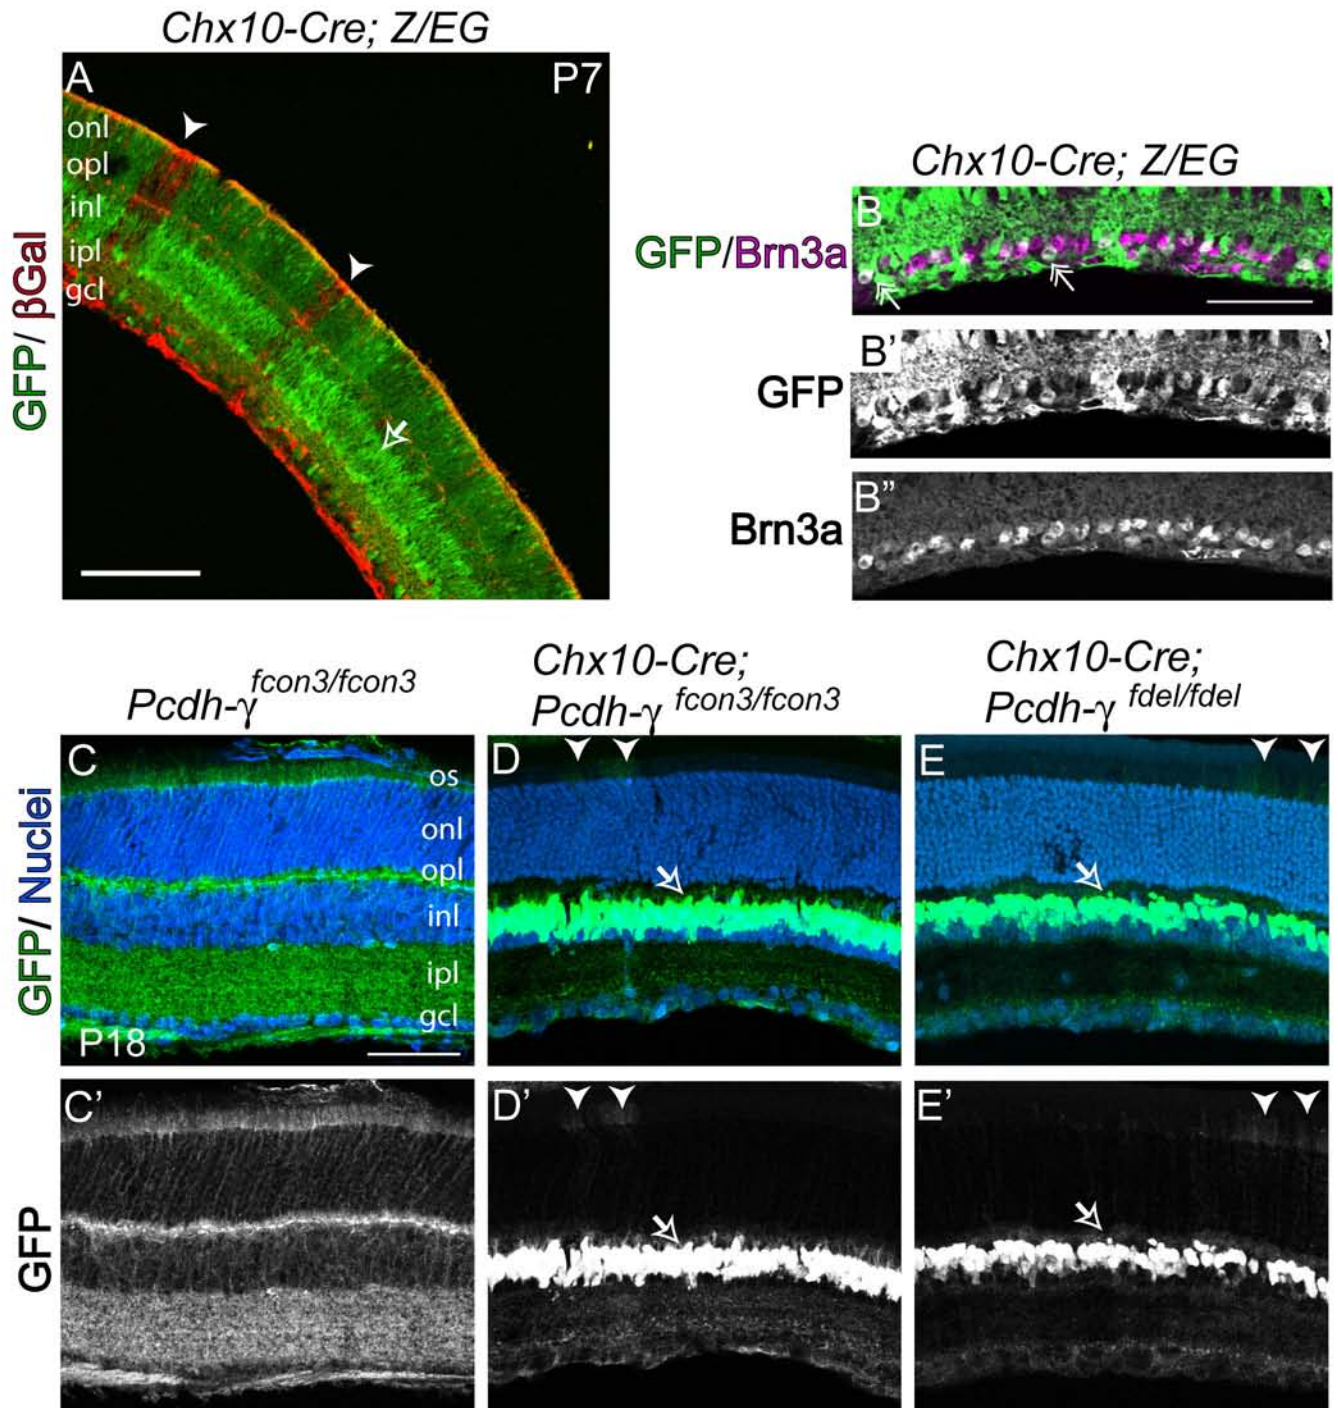 Chx10-Cre; Z/EG
A
P7
onl
opl
inl
ipl
gcl
GFP/ βGal
Chx10-Cre; Z/EG
GFP/Brn3a
B
GFP
B'
Brn3a
B"
Pcdh-γ fcon3/fcon3
Chx10-Cre;
Pcdh-γ fcon3/fcon3
Chx10-Cre;
Pcdh-γ fdel/fdel
GFP/ Nuclei
C
os
onl
opl
inl
ipl
gcl
P18
D
E
GFP
C'
D'
E'